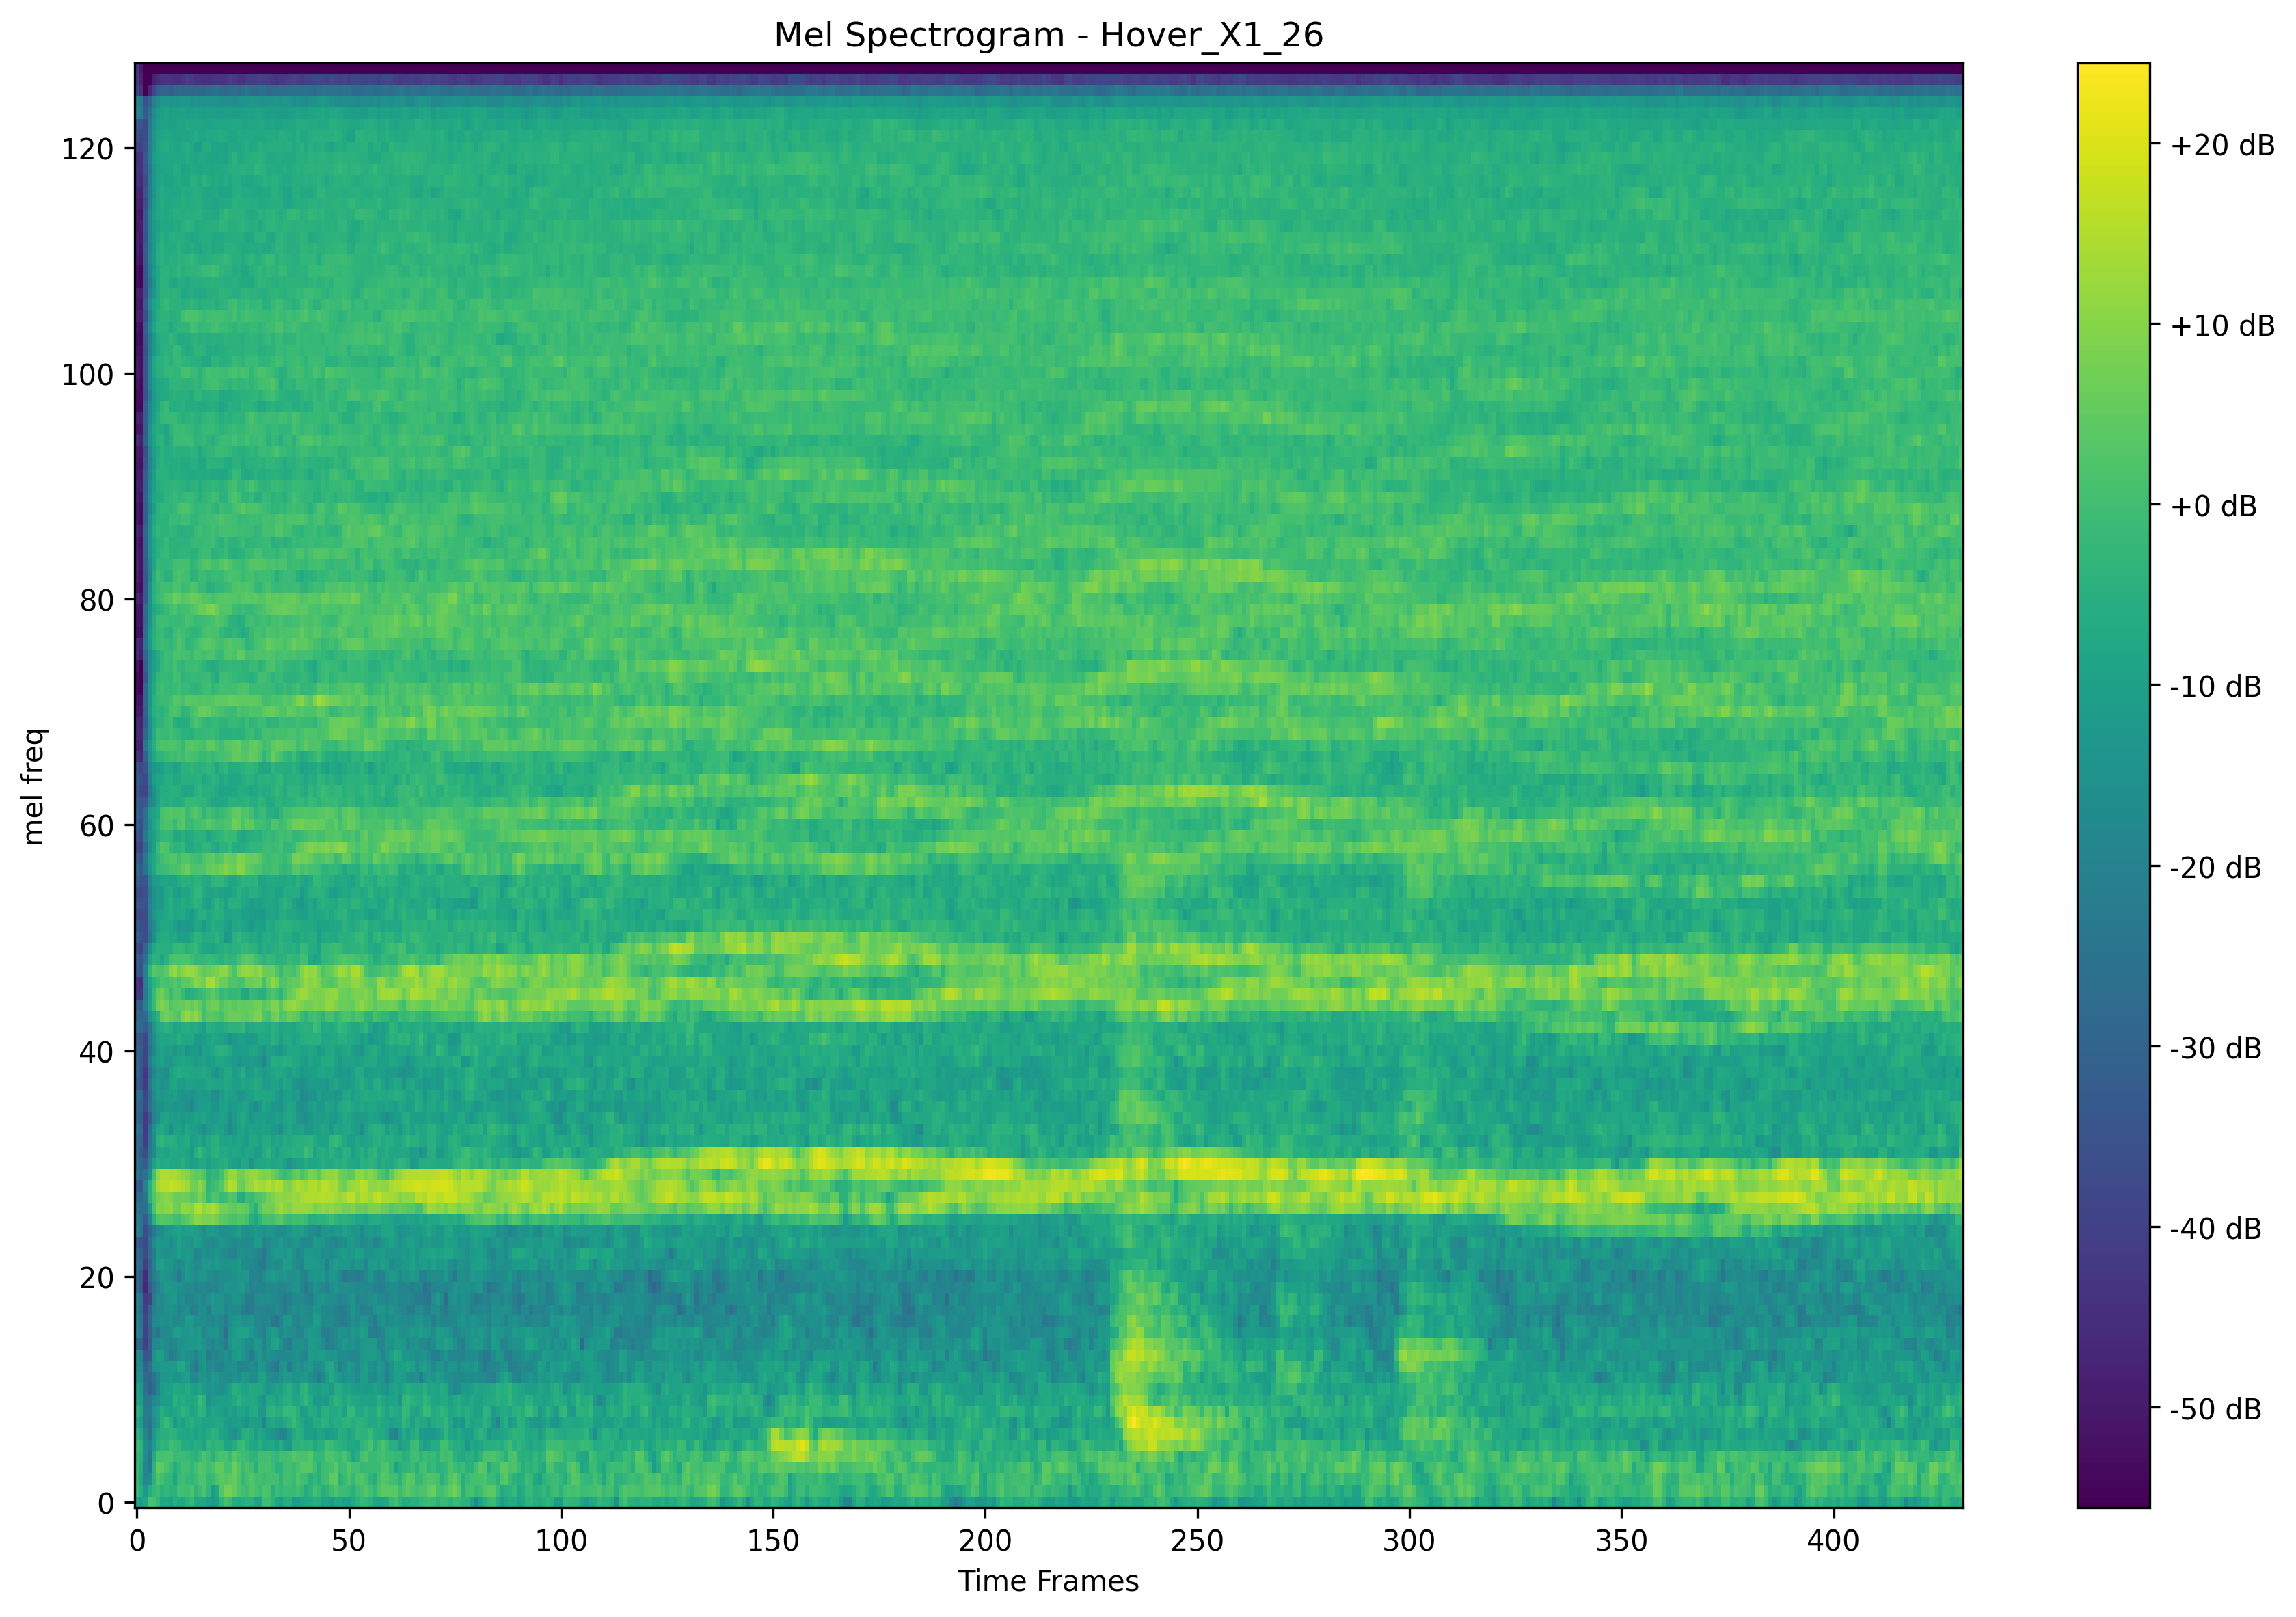 Mel Spectrogram - Hover_X1_26
mel freq
120
100
80
60
40
20
0
0 50 100 150 200 250 300 350 400
Time Frames
+20 dB
+10 dB
+0 dB
-10 dB
-20 dB
-30 dB
-40 dB
-50 dB